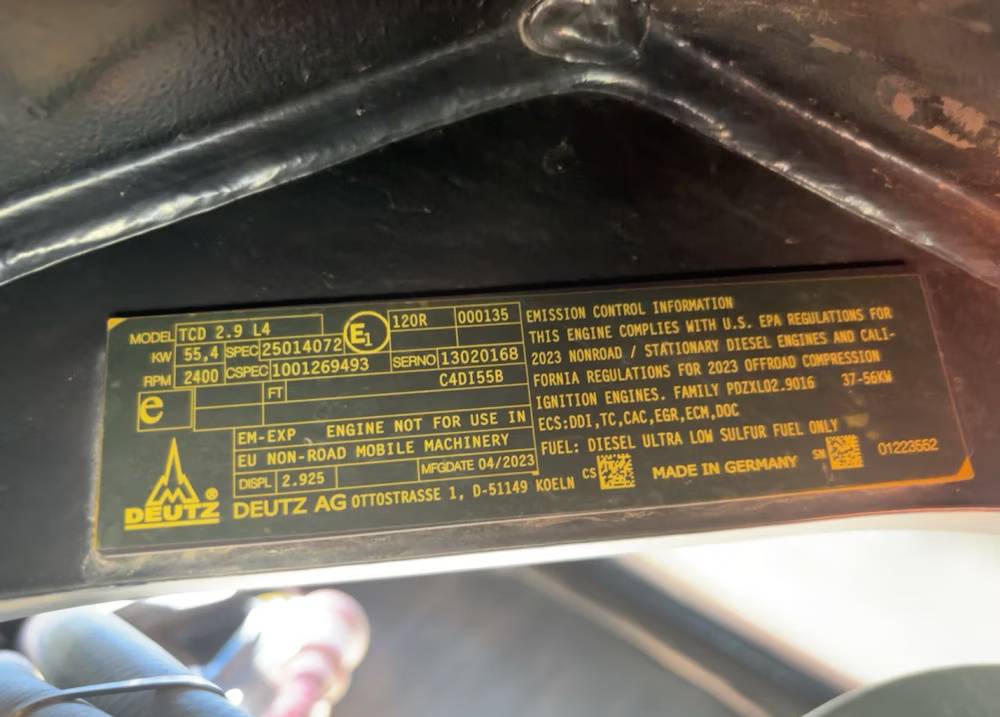 MODEL TCD 2.9 L4 E1 120R 000135
KW 55,4 SPEC 25014072
RPM 2400 CSPEC 1001269493 SERNO 13020168
e FT C4DI55B
EM-EXP ENGINE NOT FOR USE IN
EU NON-ROAD MOBILE MACHINERY
DISPL 2.925 MFGDATE 04/2023
DEUTZ ®
DEUTZ AG OTTOSTRASSE 1, D-51149 KOELN
EMISSION CONTROL INFORMATION
THIS ENGINE COMPLIES WITH U.S. EPA REGULATIONS FOR
2023 NONROAD / STATIONARY DIESEL ENGINES AND CALI-
FORNIA REGULATIONS FOR 2023 OFFROAD COMPRESSION
IGNITION ENGINES. FAMILY PDZXL02.9016 37-56KW
ECS:DDI,TC,CAC,EGR,ECM,DOC
FUEL: DIESEL ULTRA LOW SULFUR FUEL ONLY
CS MADE IN GERMANY SN 01223552